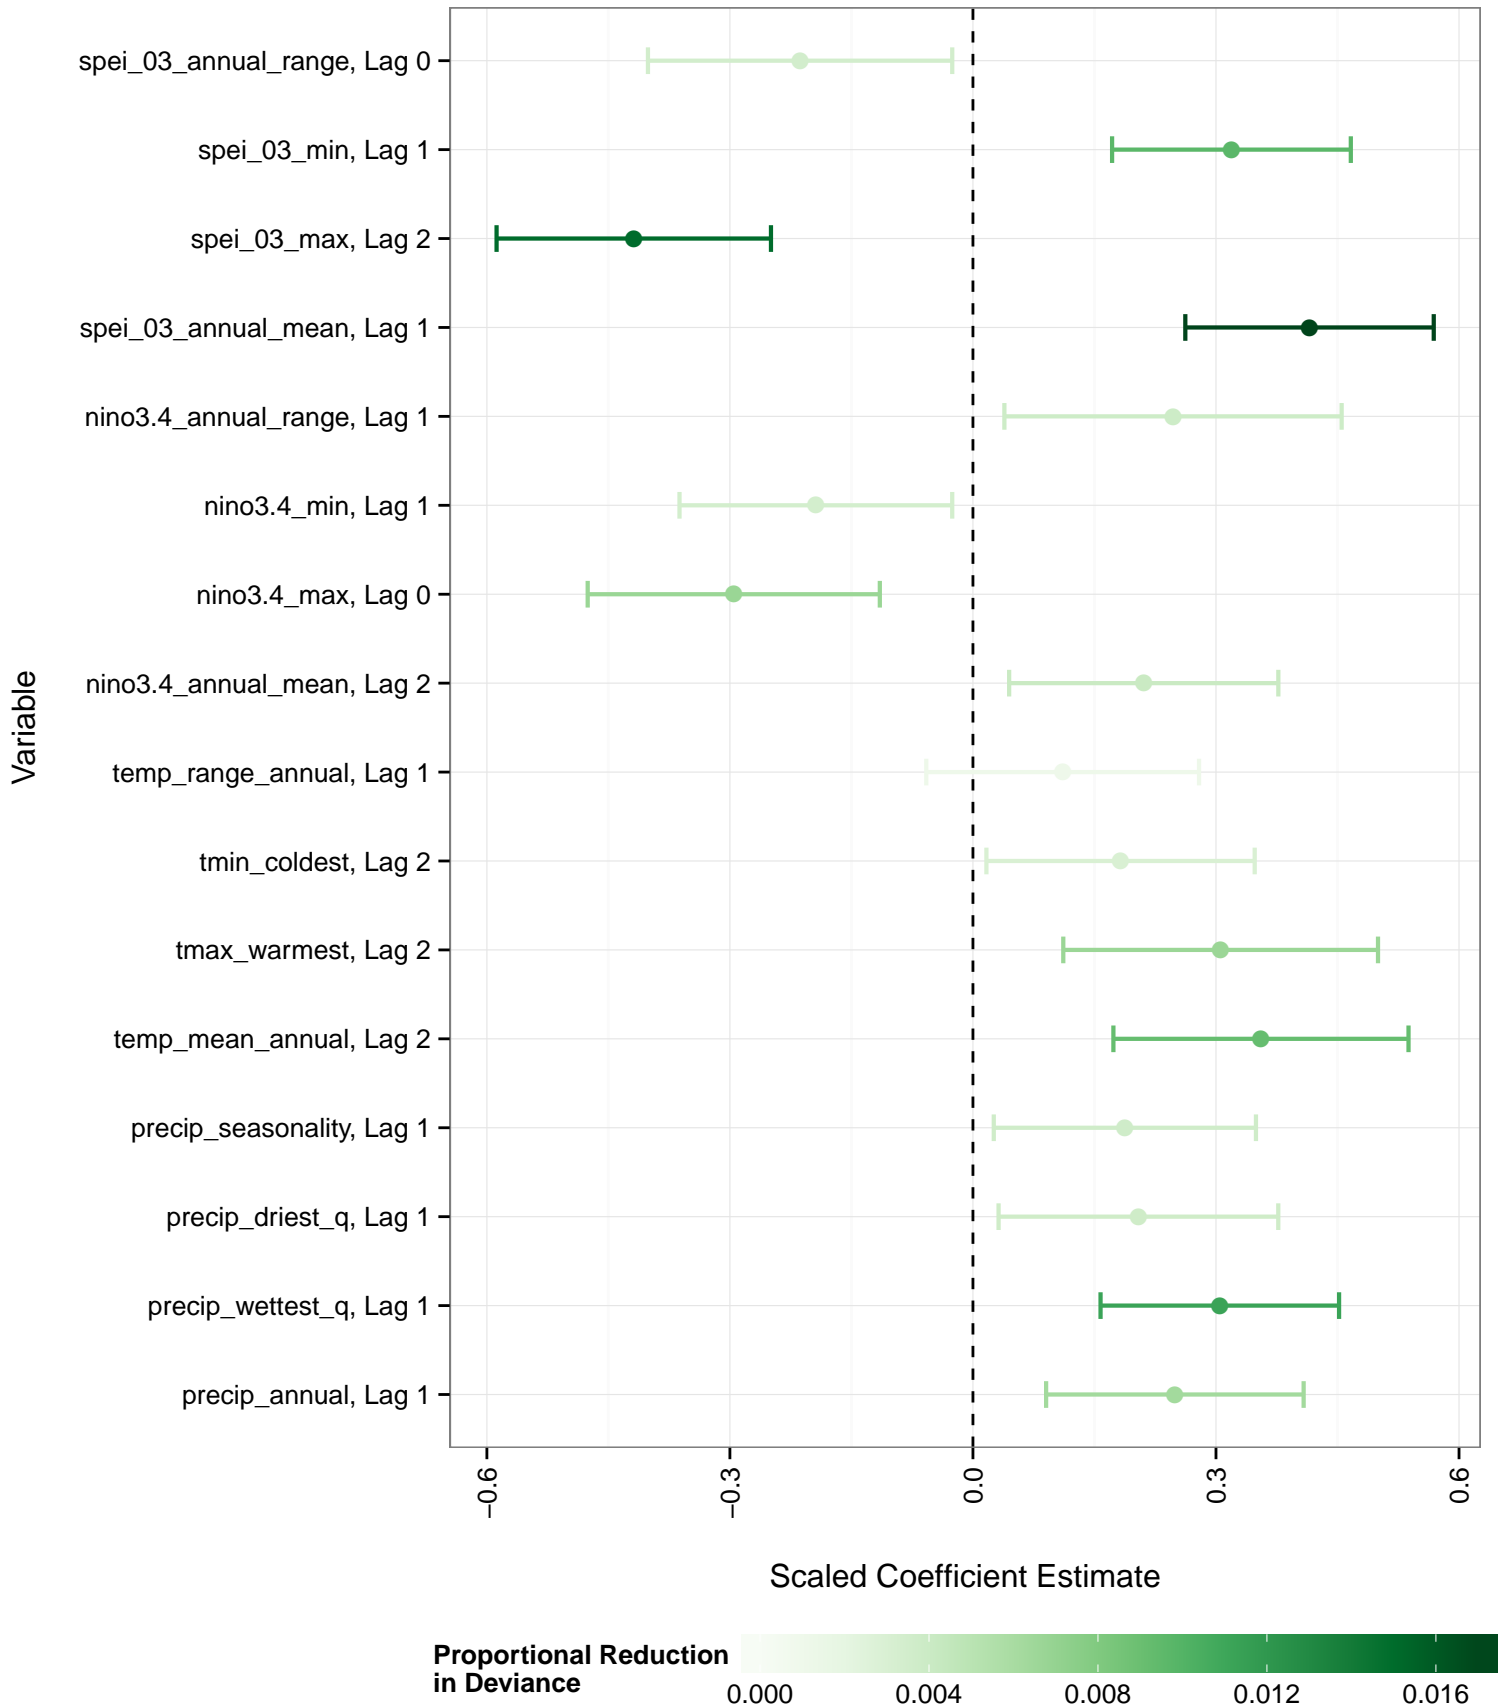 spei_03_annual_range, Lag 0
spei_03_min, Lag 1
spei_03_max, Lag 2
spei_03_annual_mean, Lag 1
nino3.4_annual_range, Lag 1
nino3.4_min, Lag 1
nino3.4_max, Lag 0
nino3.4_annual_mean, Lag 2
temp_range_annual, Lag 1
tmin_coldest, Lag 2
tmax_warmest, Lag 2
temp_mean_annual, Lag 2
precip_seasonality, Lag 1
precip_driest_q, Lag 1
precip_wettest_q, Lag 1
precip_annual, Lag 1
Variable
−0.6
−0.3
0.0
0.3
0.6
Scaled Coefficient Estimate
Proportional Reduction
in Deviance
0.000 0.004 0.008 0.012 0.016